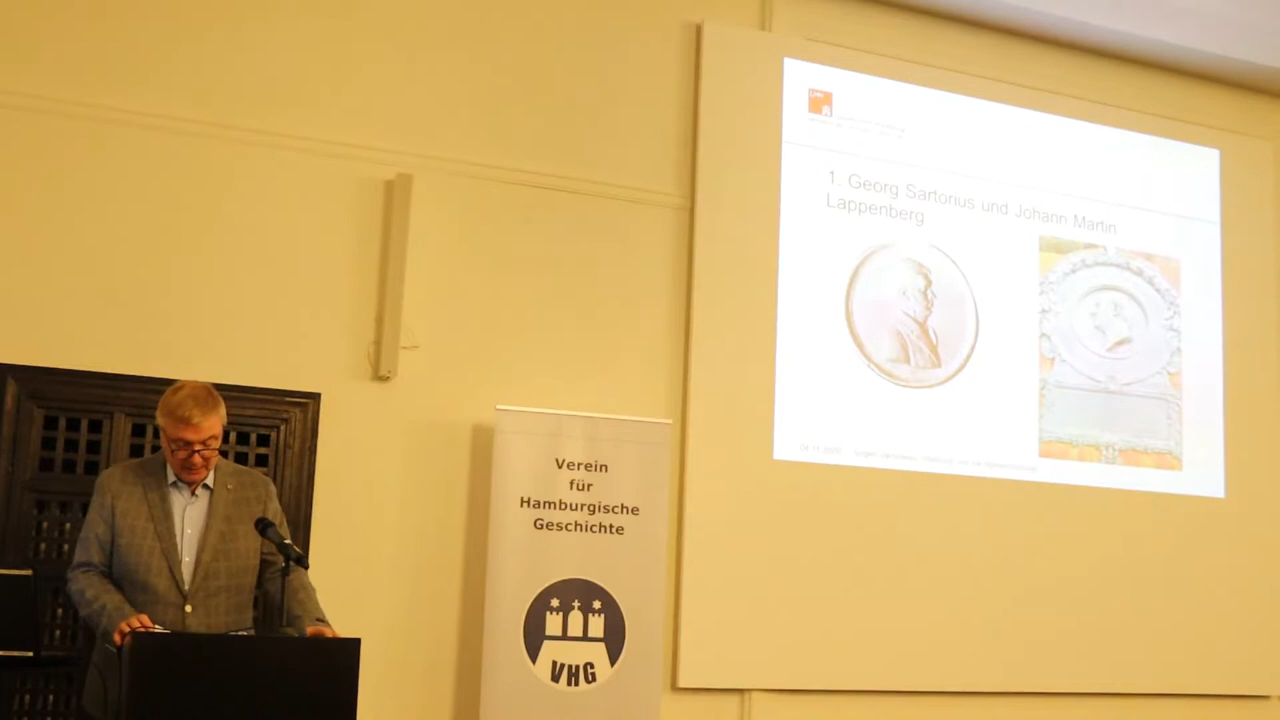 Verein
für
Hamburgische
Geschichte
VHG
1. Georg Sartorius und Johann Martin
Lappenberg